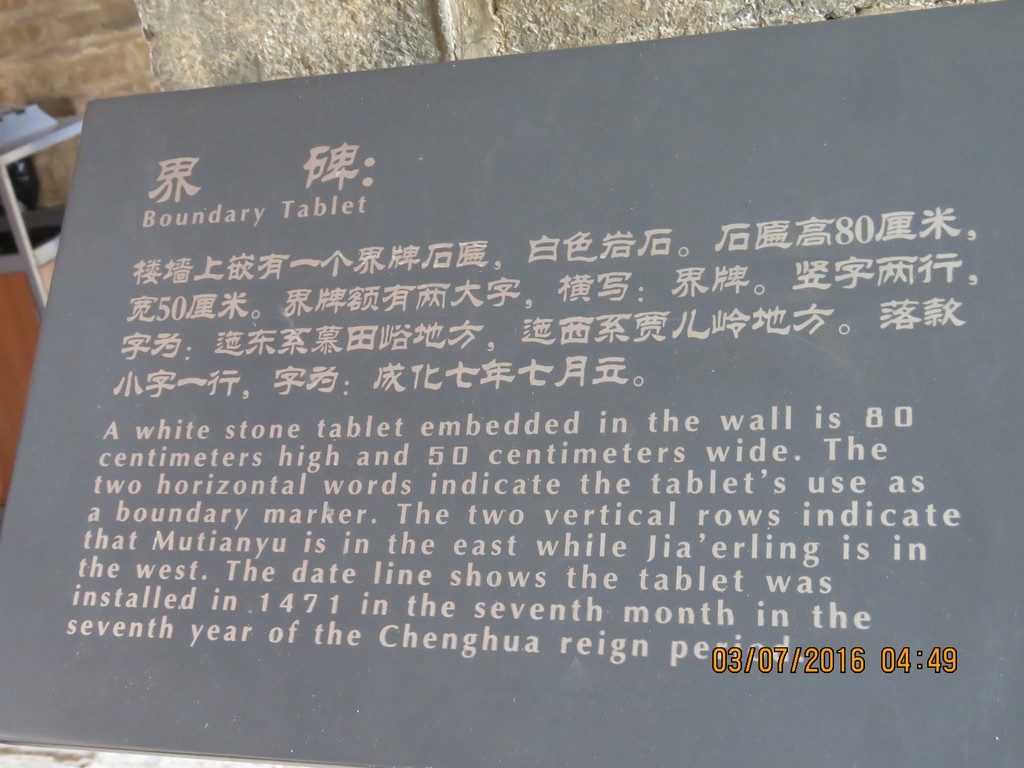 界 碑:
Boundary Tablet
楼墙上嵌有一个界牌石匾，白色岩石。石匾高80厘米，
宽50厘米。界牌额有两大字，横写：界牌。竖字两行，
字为：迤东系慕田峪地方，迤西系贾儿岭地方。落款
小字一行，字为：成化七年七月立。
A white stone tablet embedded in the wall is 80
centimeters high and 50 centimeters wide. The
two horizontal words indicate the tablet's use as
a boundary marker. The two vertical rows indicate
that Mutianyu is in the east while Jia'erling is in
the west. The date line shows the tablet was
installed in 1471 in the seventh month in the
seventh year of the Chenghua reign period
03/07/2016 04:49